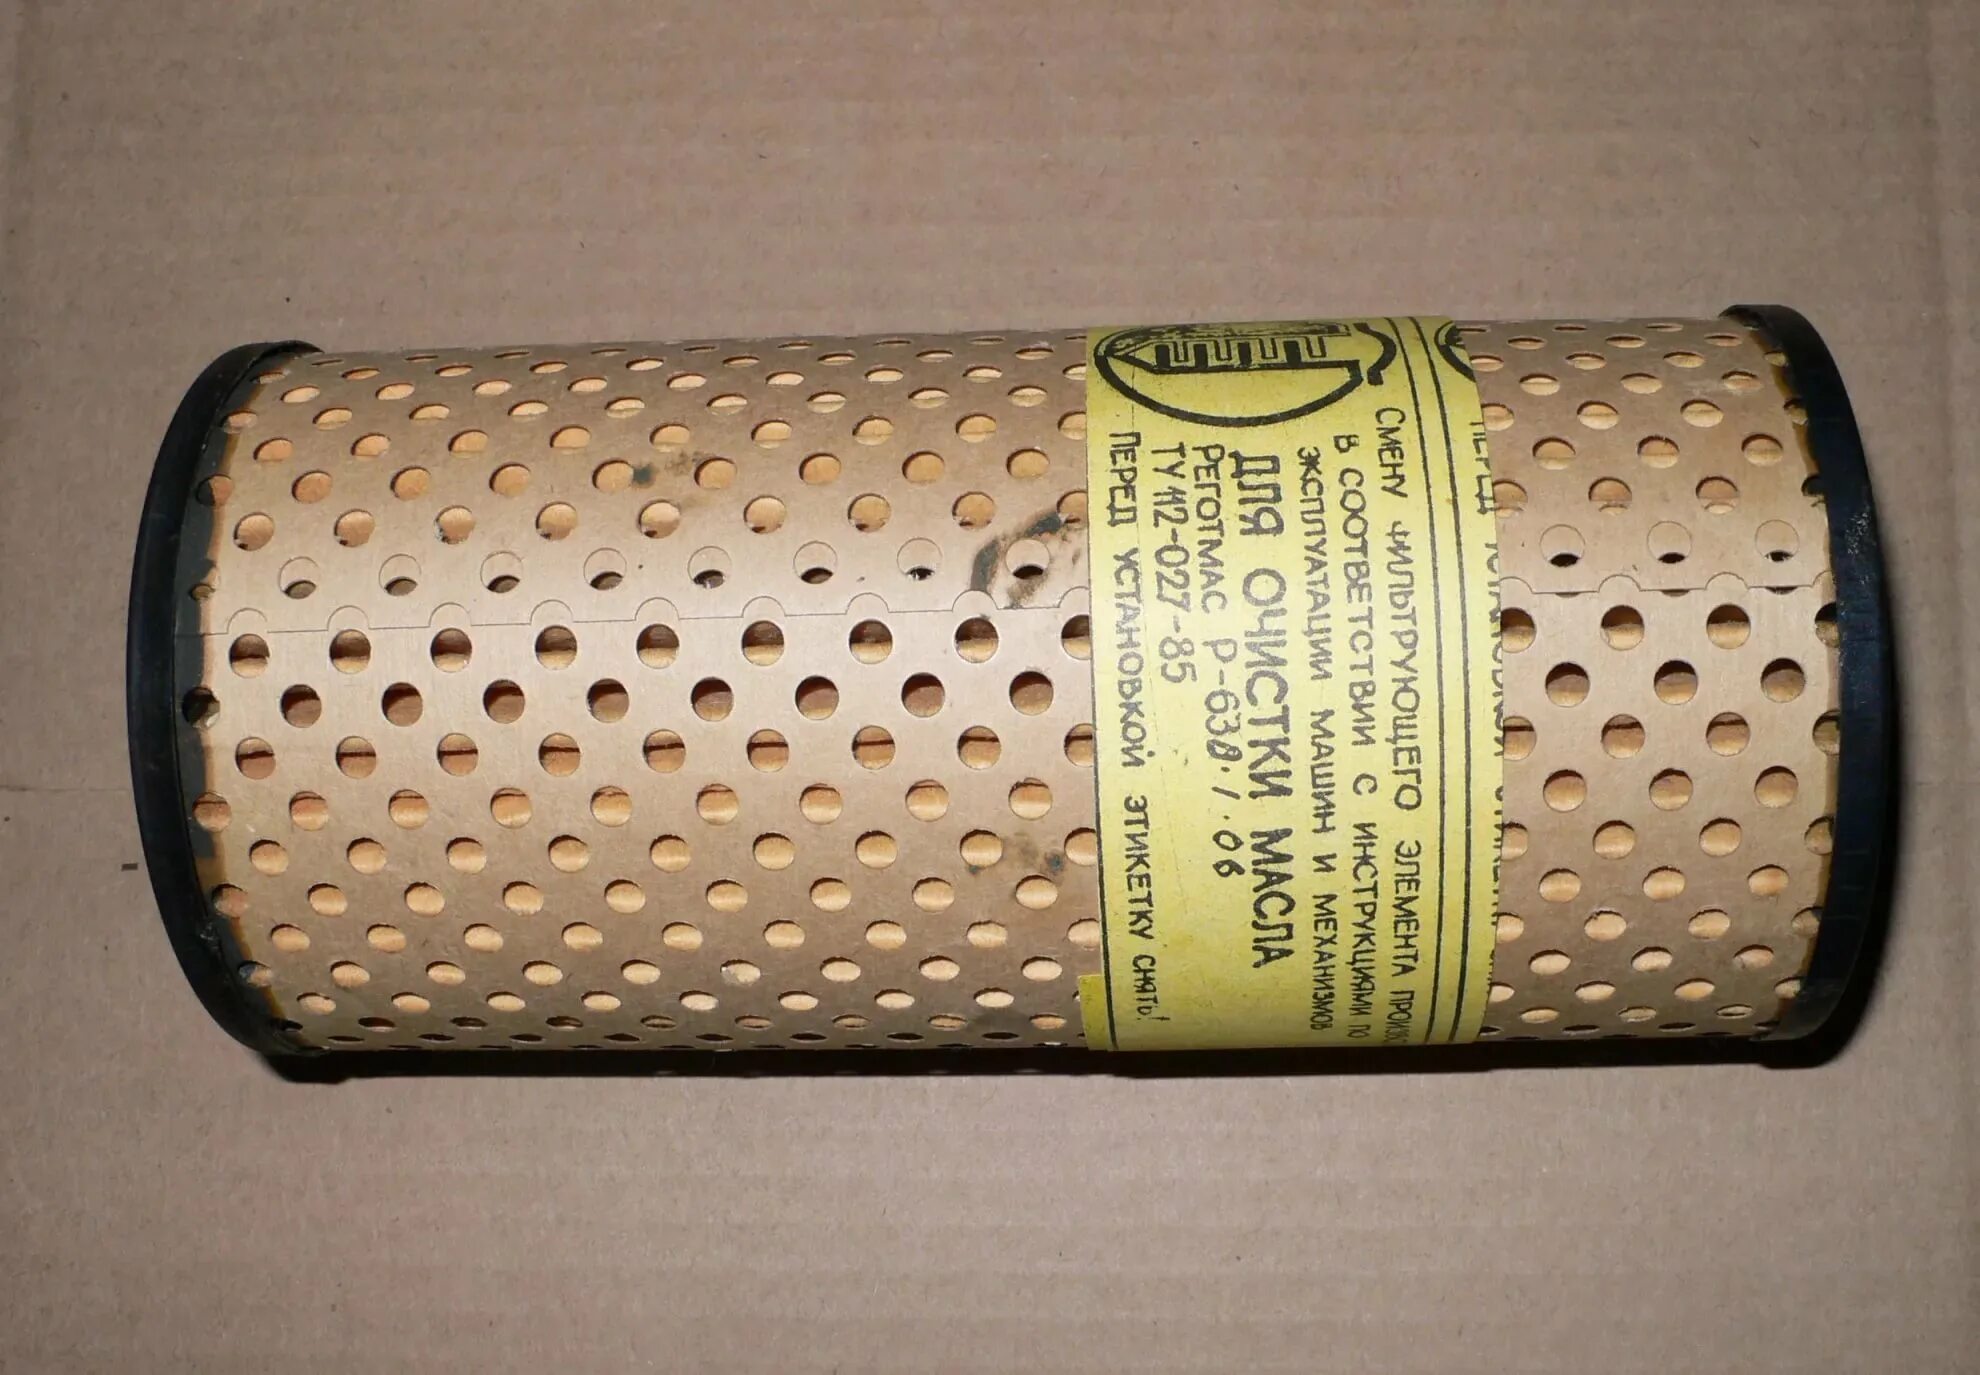 СМЕНУ ФИЛЬТРУЮЩЕГО ЭЛЕМЕНТА
В СООТВЕТСТВИИ С ИНСТРУКЦИЯМИ ПО
ЭКСПЛУАТАЦИИ МАШИН И МЕХАНИЗМОВ
ДЛЯ ОЧИСТКИ МАСЛА
РЕГОТМАС Р-630.1.06
ТУ 112-027-85
ПЕРЕД УСТАНОВКОЙ ЭТИКЕТКУ СНЯТЬ!
ПЕРЕД